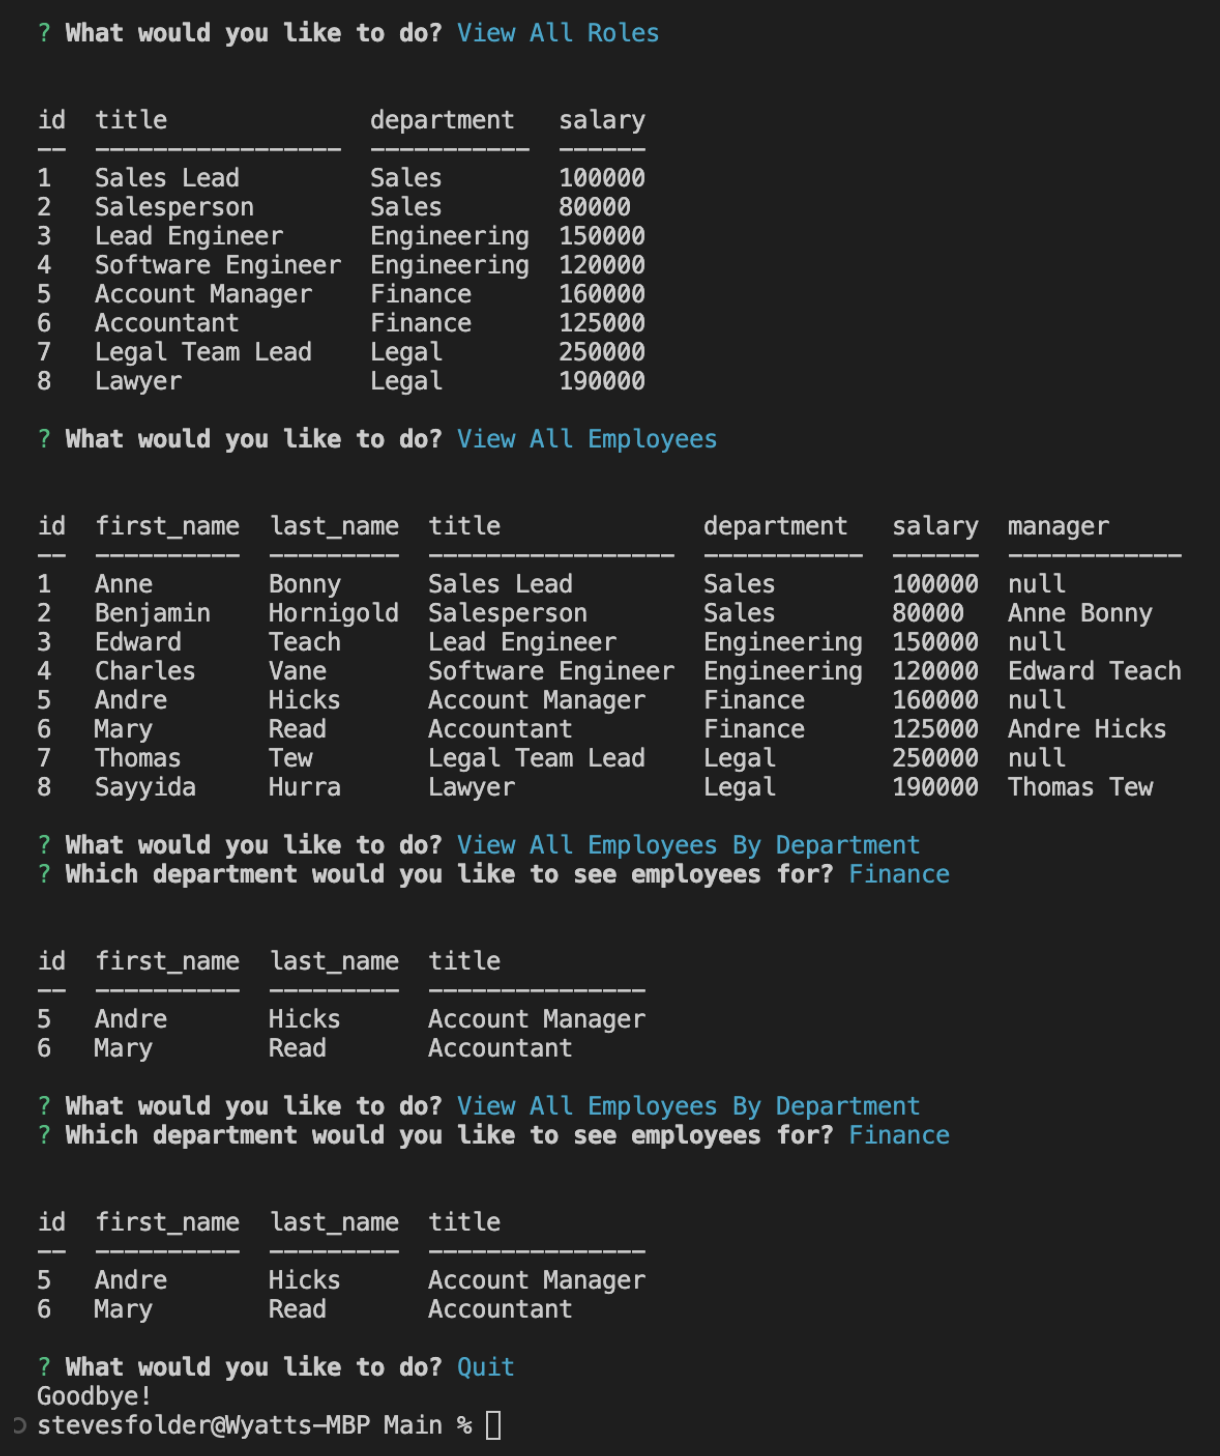 ? What would you like to do? View All Roles
id  title              department   salary
--  -----------------  -----------  ------
1   Sales Lead         Sales        100000
2   Salesperson        Sales        80000
3   Lead Engineer      Engineering  150000
4   Software Engineer  Engineering  120000
5   Account Manager    Finance      160000
6   Accountant         Finance      125000
7   Legal Team Lead    Legal        250000
8   Lawyer             Legal        190000
? What would you like to do? View All Employees
id  first_name  last_name  title              department   salary  manager
--  ----------  ---------  -----------------  -----------  ------  ------------
1   Anne        Bonny      Sales Lead         Sales        100000  null
2   Benjamin    Hornigold  Salesperson        Sales        80000   Anne Bonny
3   Edward      Teach      Lead Engineer      Engineering  150000  null
4   Charles     Vane       Software Engineer  Engineering  120000  Edward Teach
5   Andre       Hicks      Account Manager    Finance      160000  null
6   Mary        Read       Accountant         Finance      125000  Andre Hicks
7   Thomas      Tew        Legal Team Lead    Legal        250000  null
8   Sayyida     Hurra      Lawyer             Legal        190000  Thomas Tew
? What would you like to do? View All Employees By Department
? Which department would you like to see employees for? Finance
id  first_name  last_name  title
--  ----------  ---------  ---------------
5   Andre       Hicks      Account Manager
6   Mary        Read       Accountant
? What would you like to do? View All Employees By Department
? Which department would you like to see employees for? Finance
id  first_name  last_name  title
--  ----------  ---------  ---------------
5   Andre       Hicks      Account Manager
6   Mary        Read       Accountant
? What would you like to do? Quit
Goodbye!
stevesfolder@Wyatts-MBP Main %